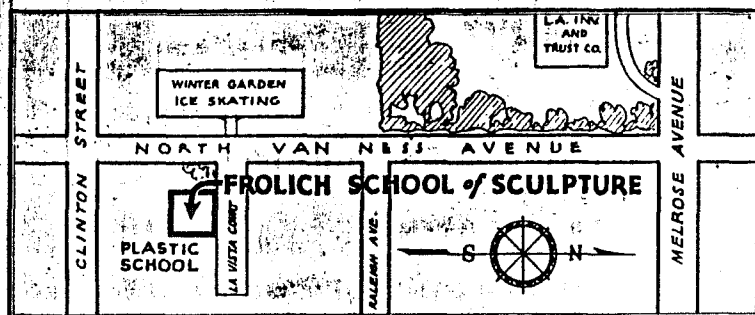 L.A. INV
AND
TRUST CO.
WINTER GARDEN
ICE SKATING
CLINTON STREET
NORTH VAN NESS AVENUE
MELROSE AVENUE
FROLICH SCHOOL of SCULPTURE
PLASTIC
SCHOOL
LA VISTA COURT
RALEIGH AVE.
S N